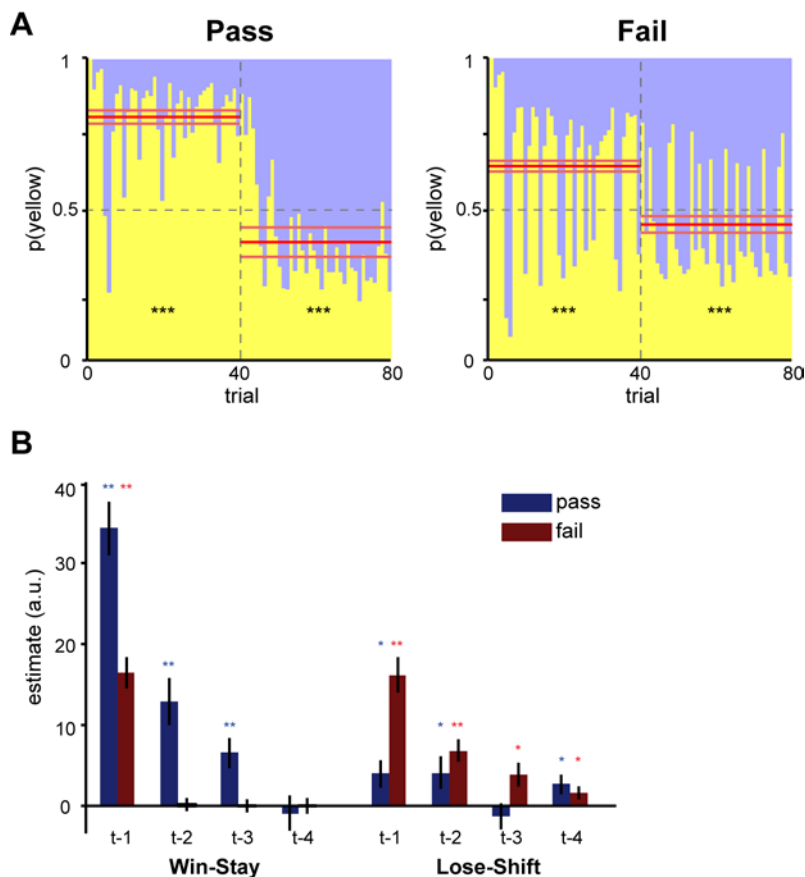 A
Pass
Fail
p(yellow)
1
0.5
0
***
***
0
40
80
trial
p(yellow)
1
0.5
0
***
***
0
40
80
trial
B
estimate (a.u.)
40
30
20
10
0
** **
**
**
* **
* **
*
* *
pass
fail
t-1 t-2 t-3 t-4 t-1 t-2 t-3 t-4
Win-Stay Lose-Shift